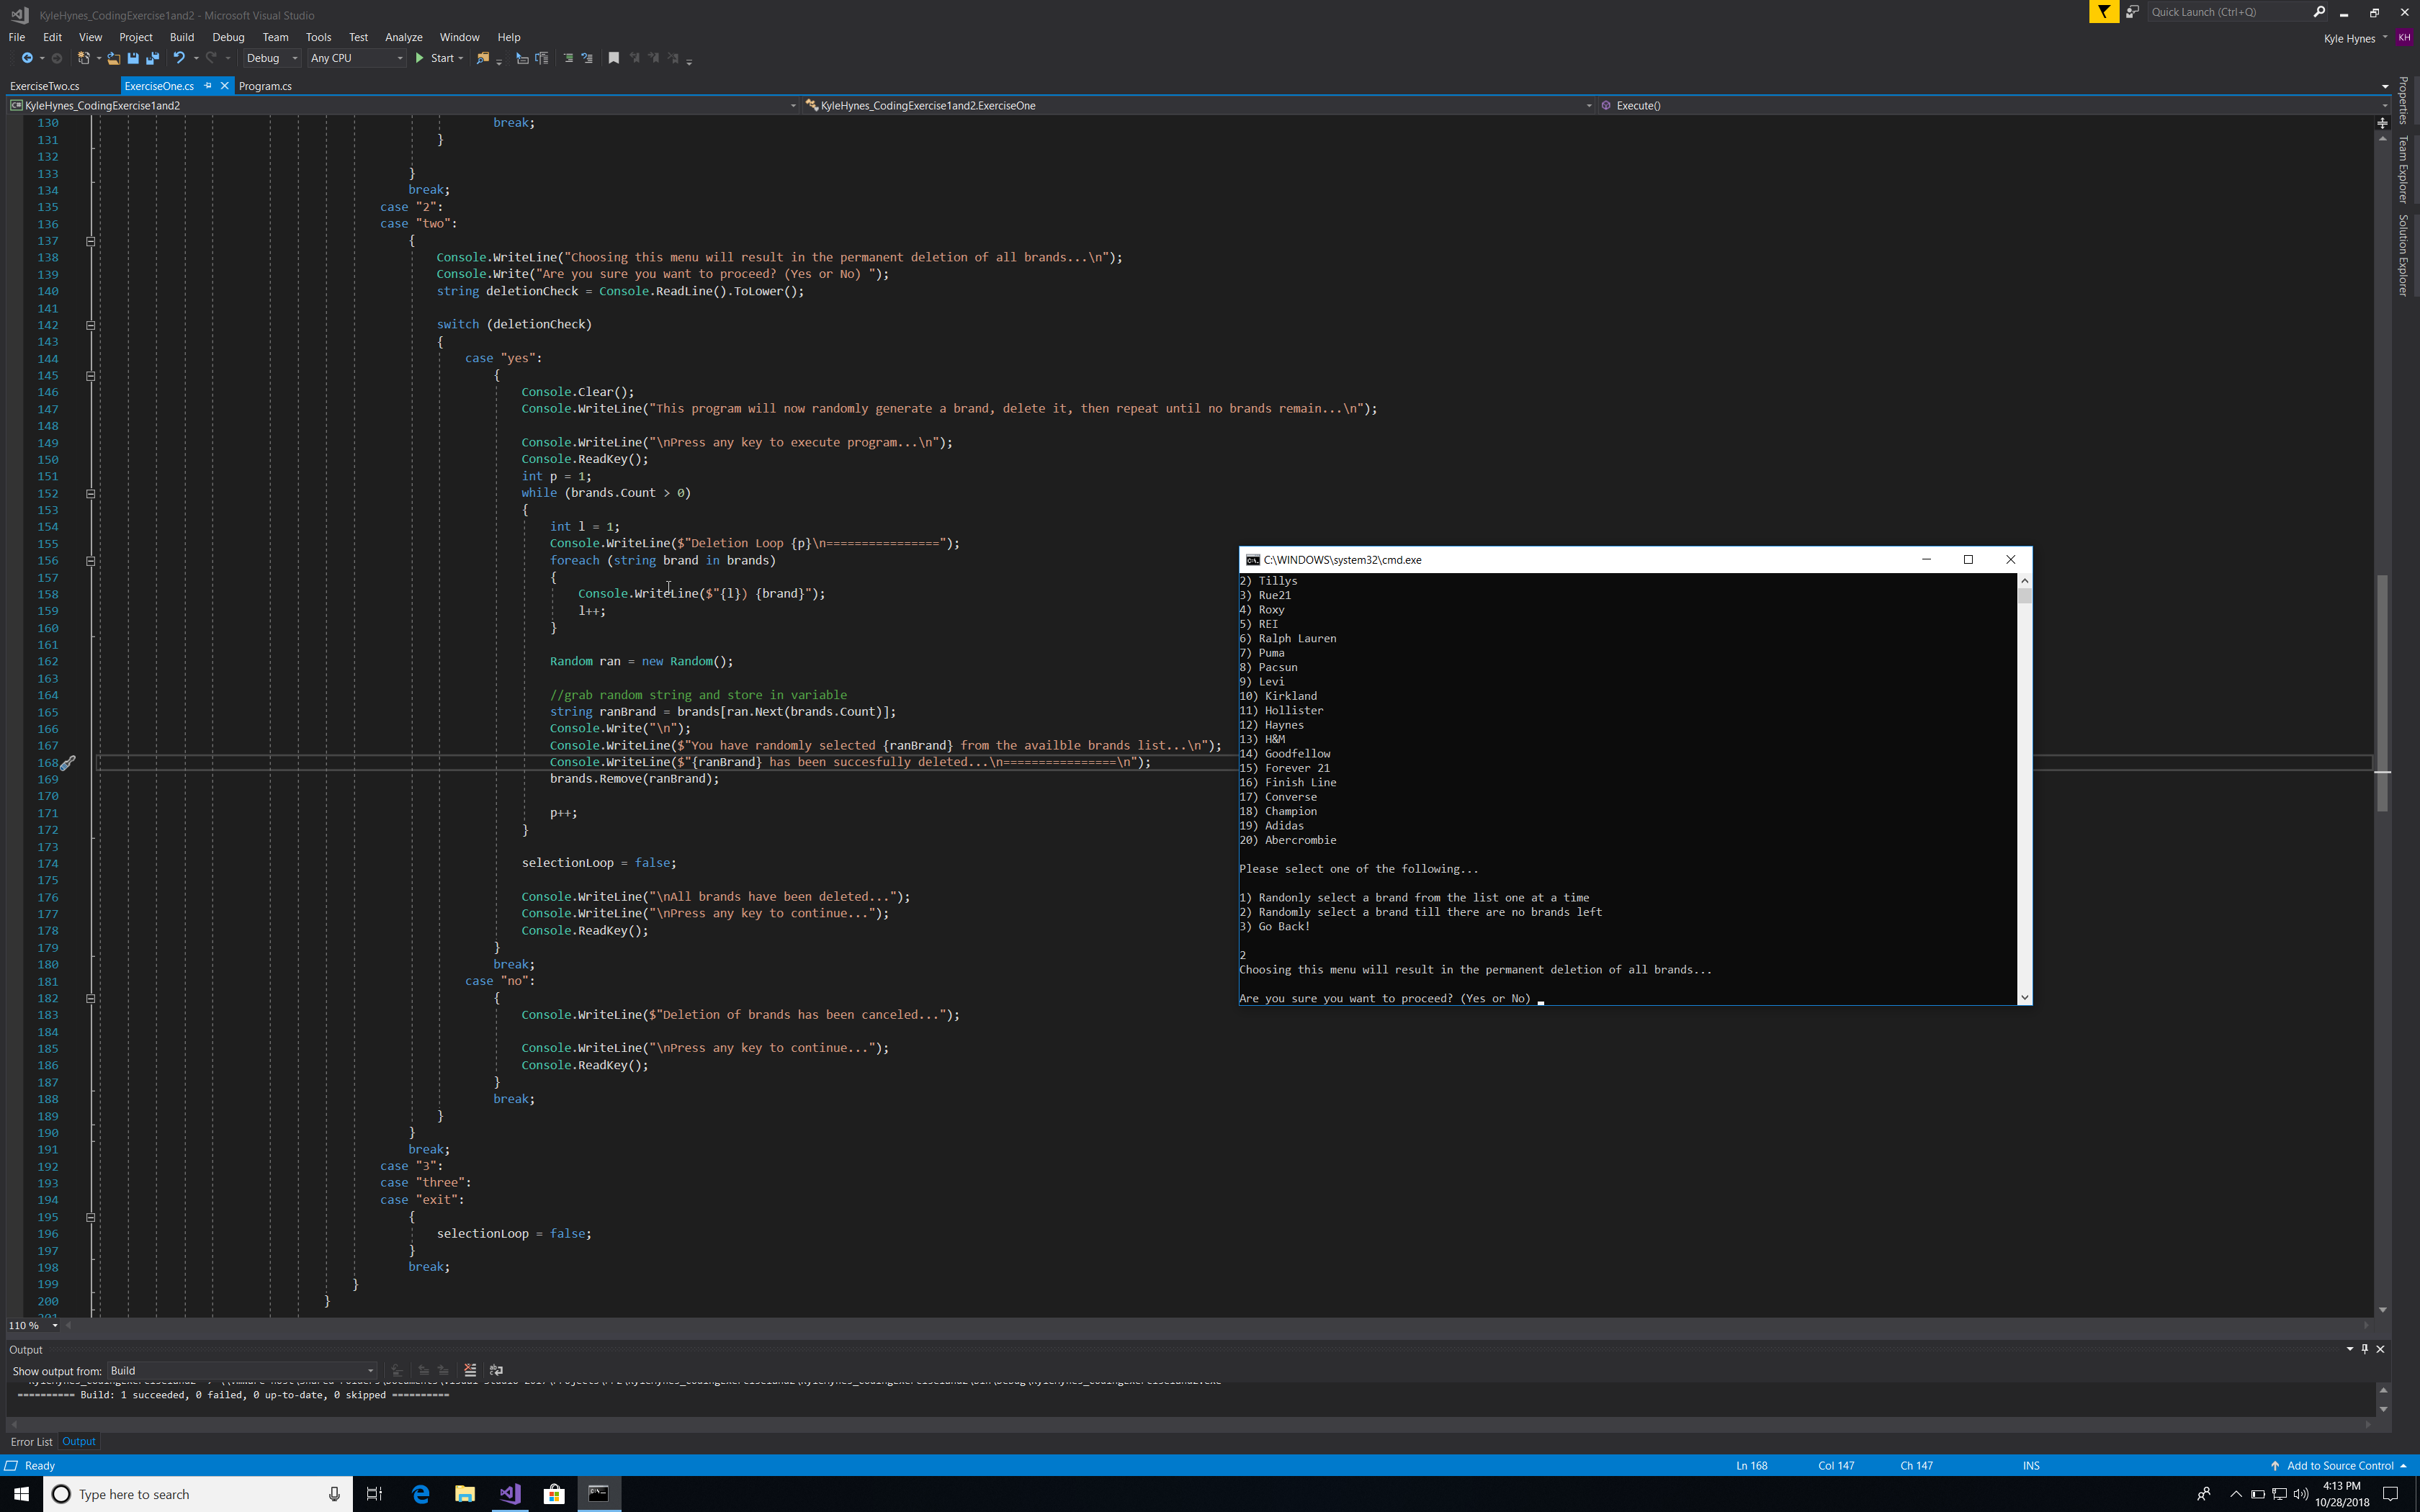 KyleHynes_CodingExercise1and2 - Microsoft Visual Studio
Quick Launch (Ctrl+Q)
File Edit View Project Build Debug Team Tools Test Analyze Window Help
Kyle Hynes KH
Debug Any CPU Start
ExerciseTwo.cs ExerciseOne.cs Program.cs
KyleHynes_CodingExercise1and2 KyleHynes_CodingExercise1and2.ExerciseOne Execute()
Properties
Team Explorer
Solution Explorer
130 break;
131 }
132
133 }
134 break;
135 case "2":
136 case "two":
137 {
138 Console.WriteLine("Choosing this menu will result in the permanent deletion of all brands...\n");
139 Console.Write("Are you sure you want to proceed? (Yes or No) ");
140 string deletionCheck = Console.ReadLine().ToLower();
141
142 switch (deletionCheck)
143 {
144 case "yes":
145 {
146 Console.Clear();
147 Console.WriteLine("This program will now randomly generate a brand, delete it, then repeat until no brands remain...\n");
148
149 Console.WriteLine("\nPress any key to execute program...\n");
150 Console.ReadKey();
151 int p = 1;
152 while (brands.Count > 0)
153 {
154 int l = 1;
155 Console.WriteLine($"Deletion Loop {p}\n================");
156 foreach (string brand in brands)
157 {
158 Console.WriteLine($"{l}) {brand}");
159 l++;
160 }
161
162 Random ran = new Random();
163
164 //grab random string and store in variable
165 string ranBrand = brands[ran.Next(brands.Count)];
166 Console.Write("\n");
167 Console.WriteLine($"You have randomly selected {ranBrand} from the availble brands list...\n");
168 Console.WriteLine($"{ranBrand} has been succesfully deleted...\n================\n");
169 brands.Remove(ranBrand);
170
171 p++;
172 }
173
174 selectionLoop = false;
175
176 Console.WriteLine("\nAll brands have been deleted...");
177 Console.WriteLine("\nPress any key to continue...");
178 Console.ReadKey();
179 }
180 break;
181 case "no":
182 {
183 Console.WriteLine($"Deletion of brands has been canceled...");
184
185 Console.WriteLine("\nPress any key to continue...");
186 Console.ReadKey();
187 }
188 break;
189 }
190 }
191 break;
192 case "3":
193 case "three":
194 case "exit":
195 {
196 selectionLoop = false;
197 }
198 break;
199 }
200 }
C:\WINDOWS\system32\cmd.exe
2) Tillys
3) Rue21
4) Roxy
5) REI
6) Ralph Lauren
7) Puma
8) Pacsun
9) Levi
10) Kirkland
11) Hollister
12) Haynes
13) H&M
14) Goodfellow
15) Forever 21
16) Finish Line
17) Converse
18) Champion
19) Adidas
20) Abercrombie
Please select one of the following...
1) Randonly select a brand from the list one at a time
2) Randomly select a brand till there are no brands left
3) Go Back!
2
Choosing this menu will result in the permanent deletion of all brands...
Are you sure you want to proceed? (Yes or No)
110 %
Output
Show output from: Build
========== Build: 1 succeeded, 0 failed, 0 up-to-date, 0 skipped ==========
Error List Output
Ready Ln 168 Col 147 Ch 147 INS Add to Source Control
Type here to search
4:13 PM
10/28/2018